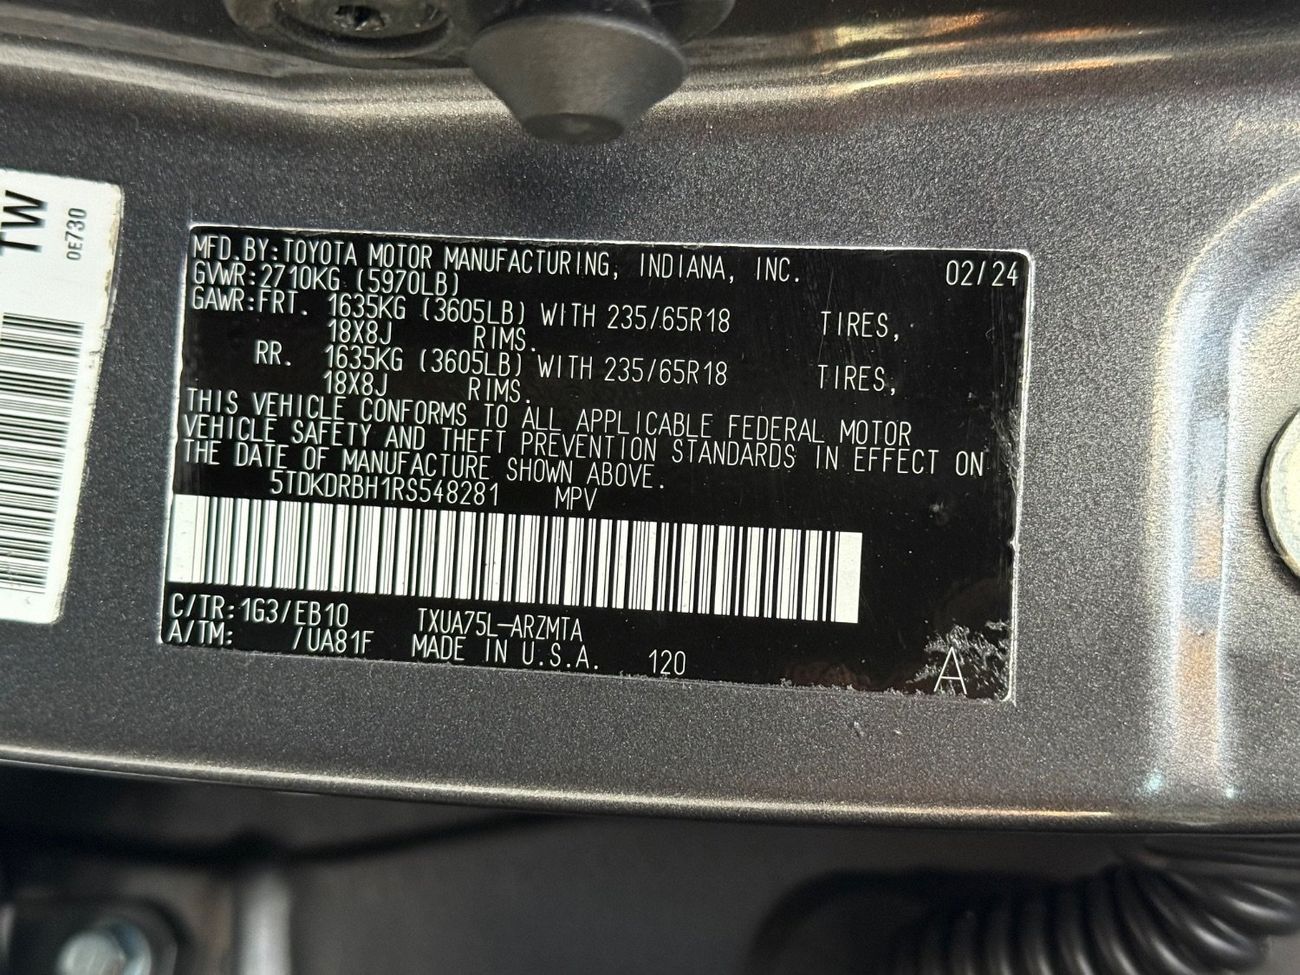 TW
0E730
MFD.BY:TOYOTA MOTOR MANUFACTURING, INDIANA, INC. 02/24
GVWR:2710KG (5970LB)
GAWR:FRT. 1635KG (3605LB) WITH 235/65R18 TIRES,
18X8J RIMS.
RR. 1635KG (3605LB) WITH 235/65R18 TIRES,
18X8J RIMS.
THIS VEHICLE CONFORMS TO ALL APPLICABLE FEDERAL MOTOR
VEHICLE SAFETY AND THEFT PREVENTION STANDARDS IN EFFECT ON
THE DATE OF MANUFACTURE SHOWN ABOVE.
5TDKDRBH1RS548281 MPV
C/TR:1G3/EB10 TXUA75L-ARZMTA
A/TM: /UA81F MADE IN U.S.A. 120 A